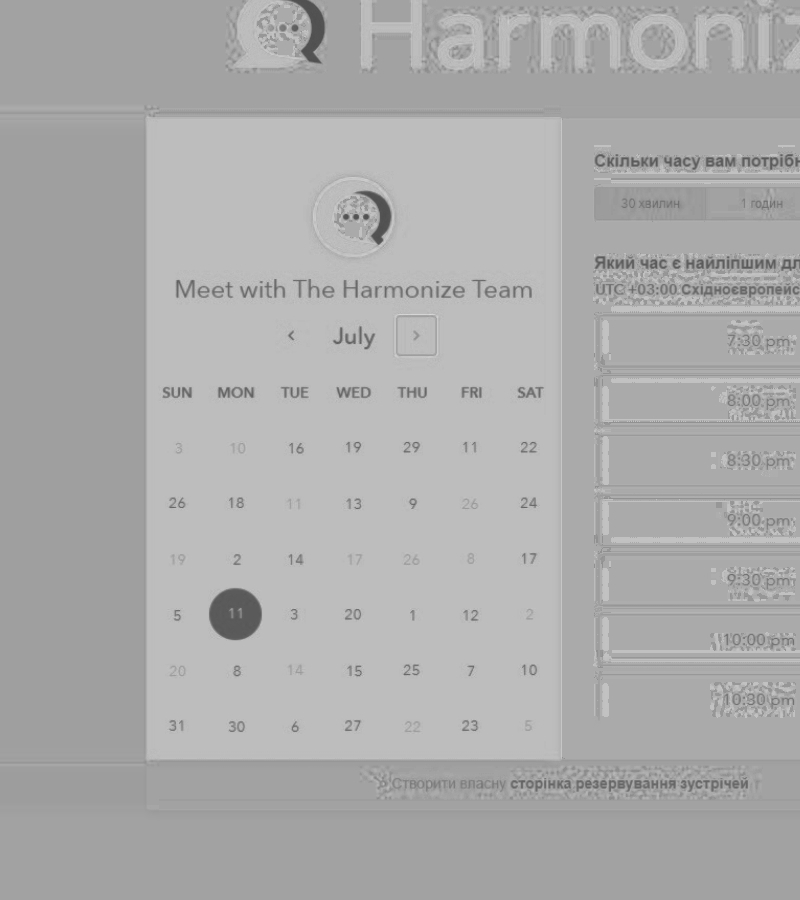 Harmoniz
Meet with The Harmonize Team
July
SUN MON TUE WED THU FRI SAT
3 10 16 19 29 11 22
26 18 11 13 9 26 24
19 2 14 17 26 8 17
5 11 3 20 1 12 2
20 8 14 15 25 7 10
31 30 6 27 22 23 5
Скільки часу вам потрібн
30 хвилин 1 годин
Який час є найліпшим дл
UTC +03:00 Східноєвропейс
7:30 pm
8:00 pm
8:30 pm
9:00 pm
9:30 pm
10:00 pm
10:30 pm
Створити власну сторінка резервування зустрічей